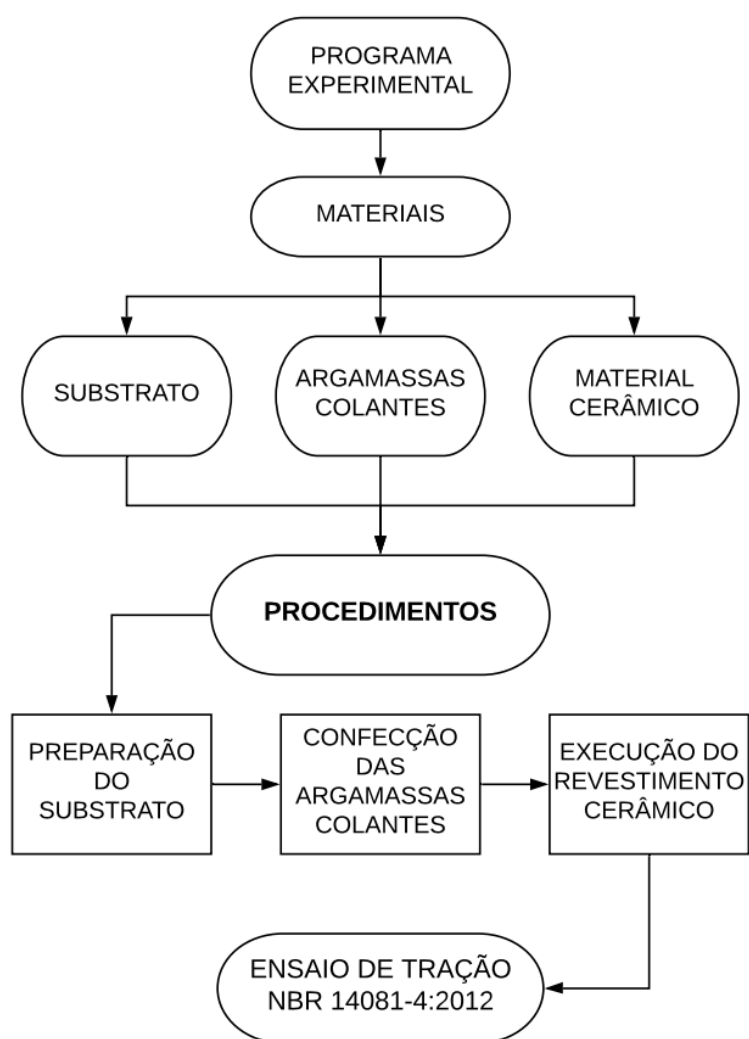 PROGRAMA
EXPERIMENTAL
MATERIAIS
SUBSTRATO
ARGAMASSAS
COLANTES
MATERIAL
CERÂMICO
PROCEDIMENTOS
PREPARAÇÃO
DO
SUBSTRATO
CONFECÇÃO
DAS
ARGAMASSAS
COLANTES
EXECUÇÃO DO
REVESTIMENTO
CERÂMICO
ENSAIO DE TRAÇÃO
NBR 14081-4:2012